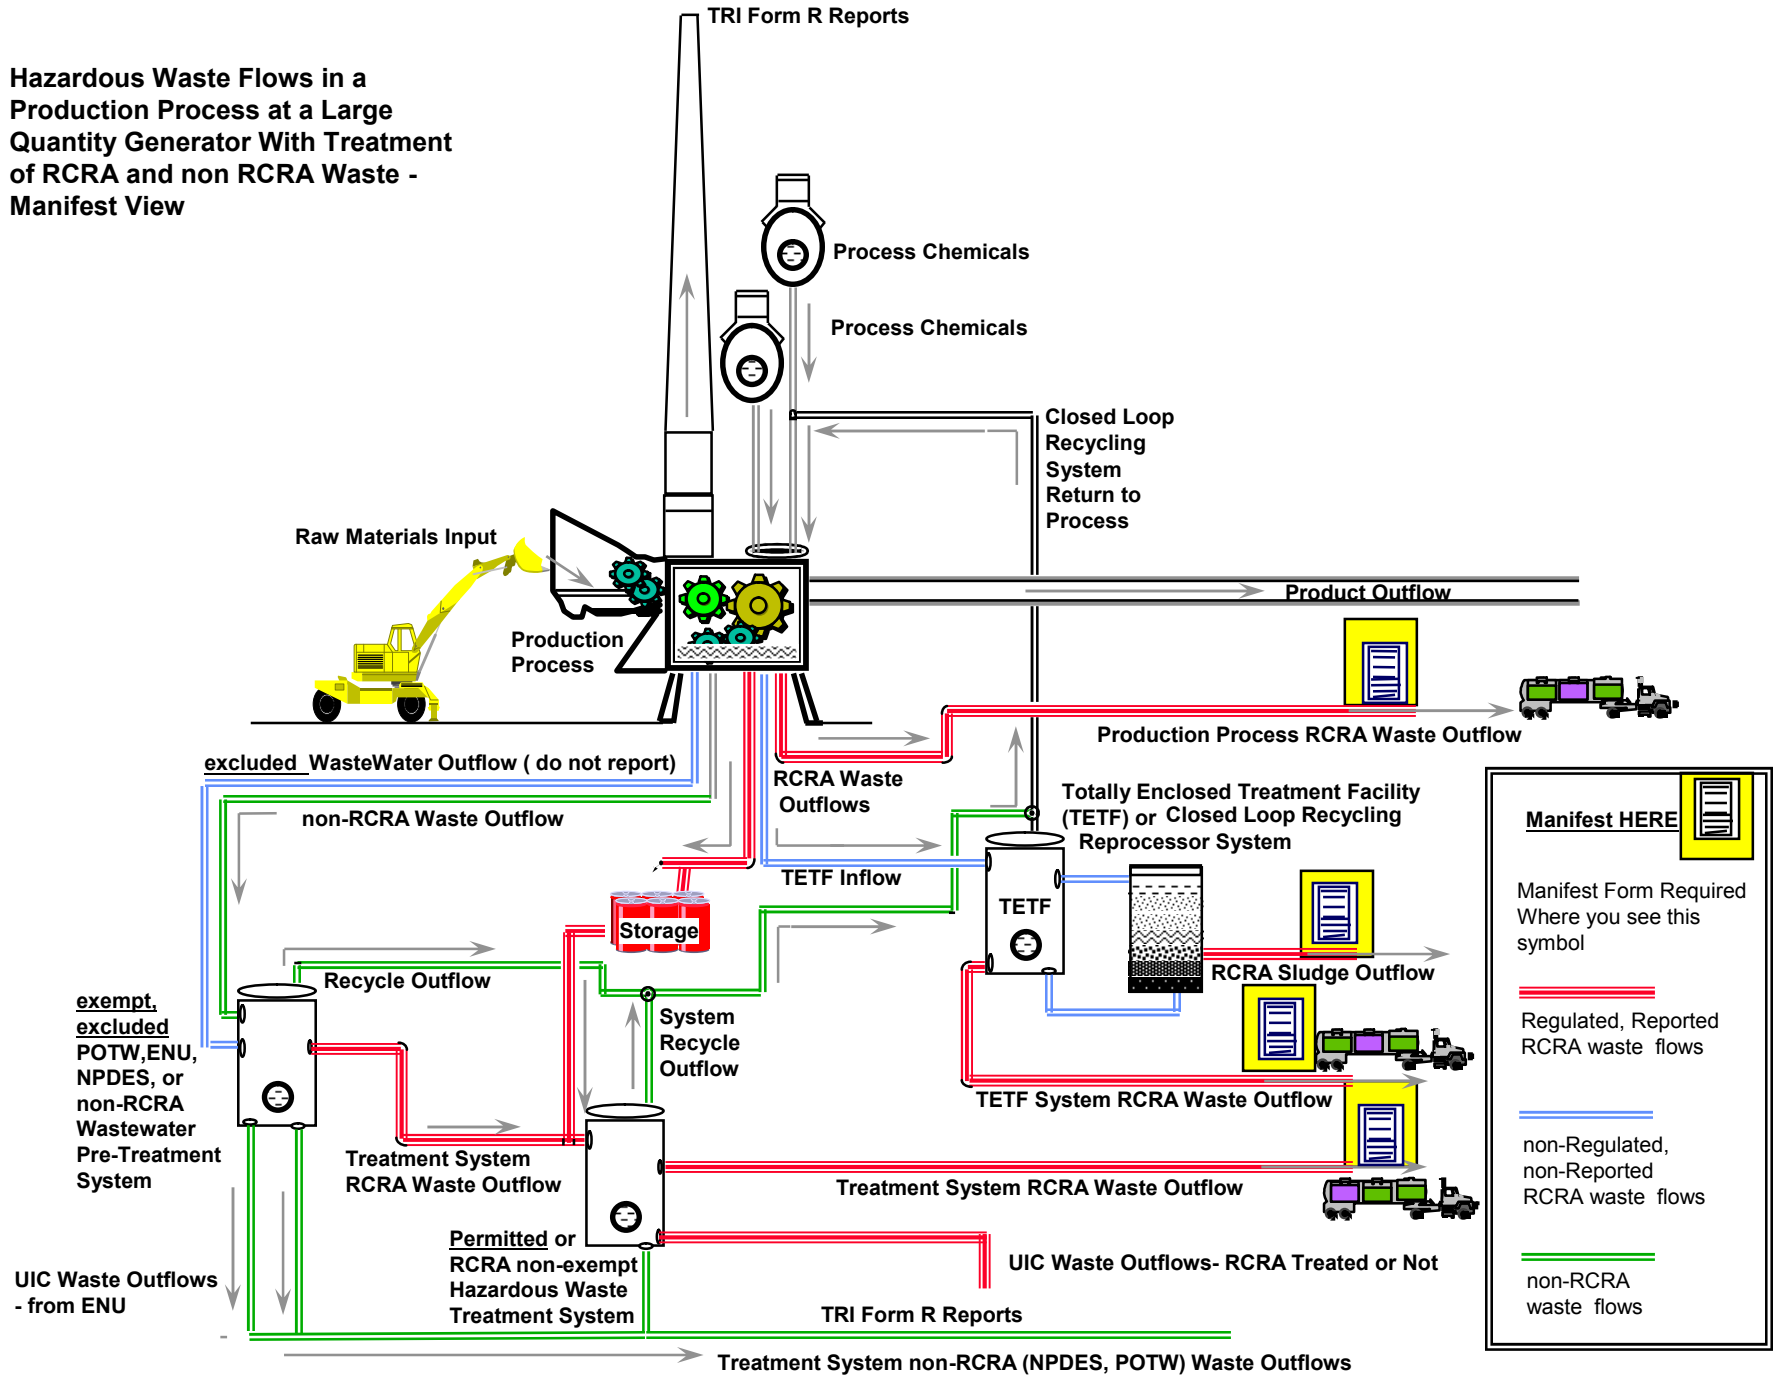 TRI Form R Reports
Hazardous Waste Flows in a
Production Process at a Large
Quantity Generator With Treatment
of RCRA and non RCRA Waste -
Manifest View
Process Chemicals
Process Chemicals
Closed Loop
Recycling
System
Return to
Process
Raw Materials Input
Product Outflow
Production
Process
Production Process RCRA Waste Outflow
excluded WasteWater Outflow ( do not report)
RCRA Waste
Outflows
non-RCRA Waste Outflow
Totally Enclosed Treatment Facility
(TETF) or Closed Loop Recycling
Reprocessor System
TETF Inflow
TETF
Storage
RCRA Sludge Outflow
Recycle Outflow
exempt,
excluded
POTW,ENU,
NPDES, or
non-RCRA
Wastewater
Pre-Treatment
System
System
Recycle
Outflow
TETF System RCRA Waste Outflow
Treatment System
RCRA Waste Outflow
Treatment System RCRA Waste Outflow
Permitted or
RCRA non-exempt
Hazardous Waste
Treatment System
UIC Waste Outflows- RCRA Treated or Not
UIC Waste Outflows
- from ENU
TRI Form R Reports
Treatment System non-RCRA (NPDES, POTW) Waste Outflows
Manifest HERE
Manifest Form Required
Where you see this
symbol
Regulated, Reported
RCRA waste flows
non-Regulated,
non-Reported
RCRA waste flows
non-RCRA
waste flows